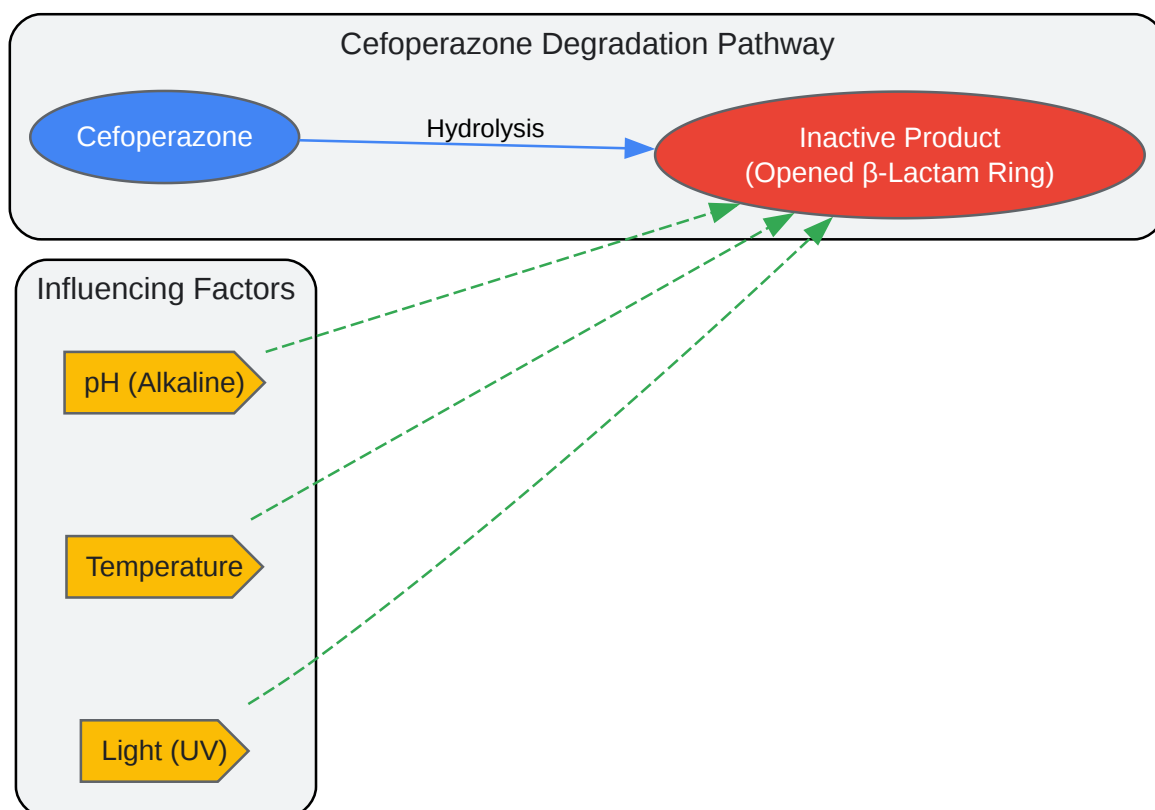 Cefoperazone Degradation Pathway
Cefoperazone
Hydrolysis
Inactive Product
(Opened β-Lactam Ring)
Influencing Factors
pH (Alkaline)
Temperature
Light (UV)